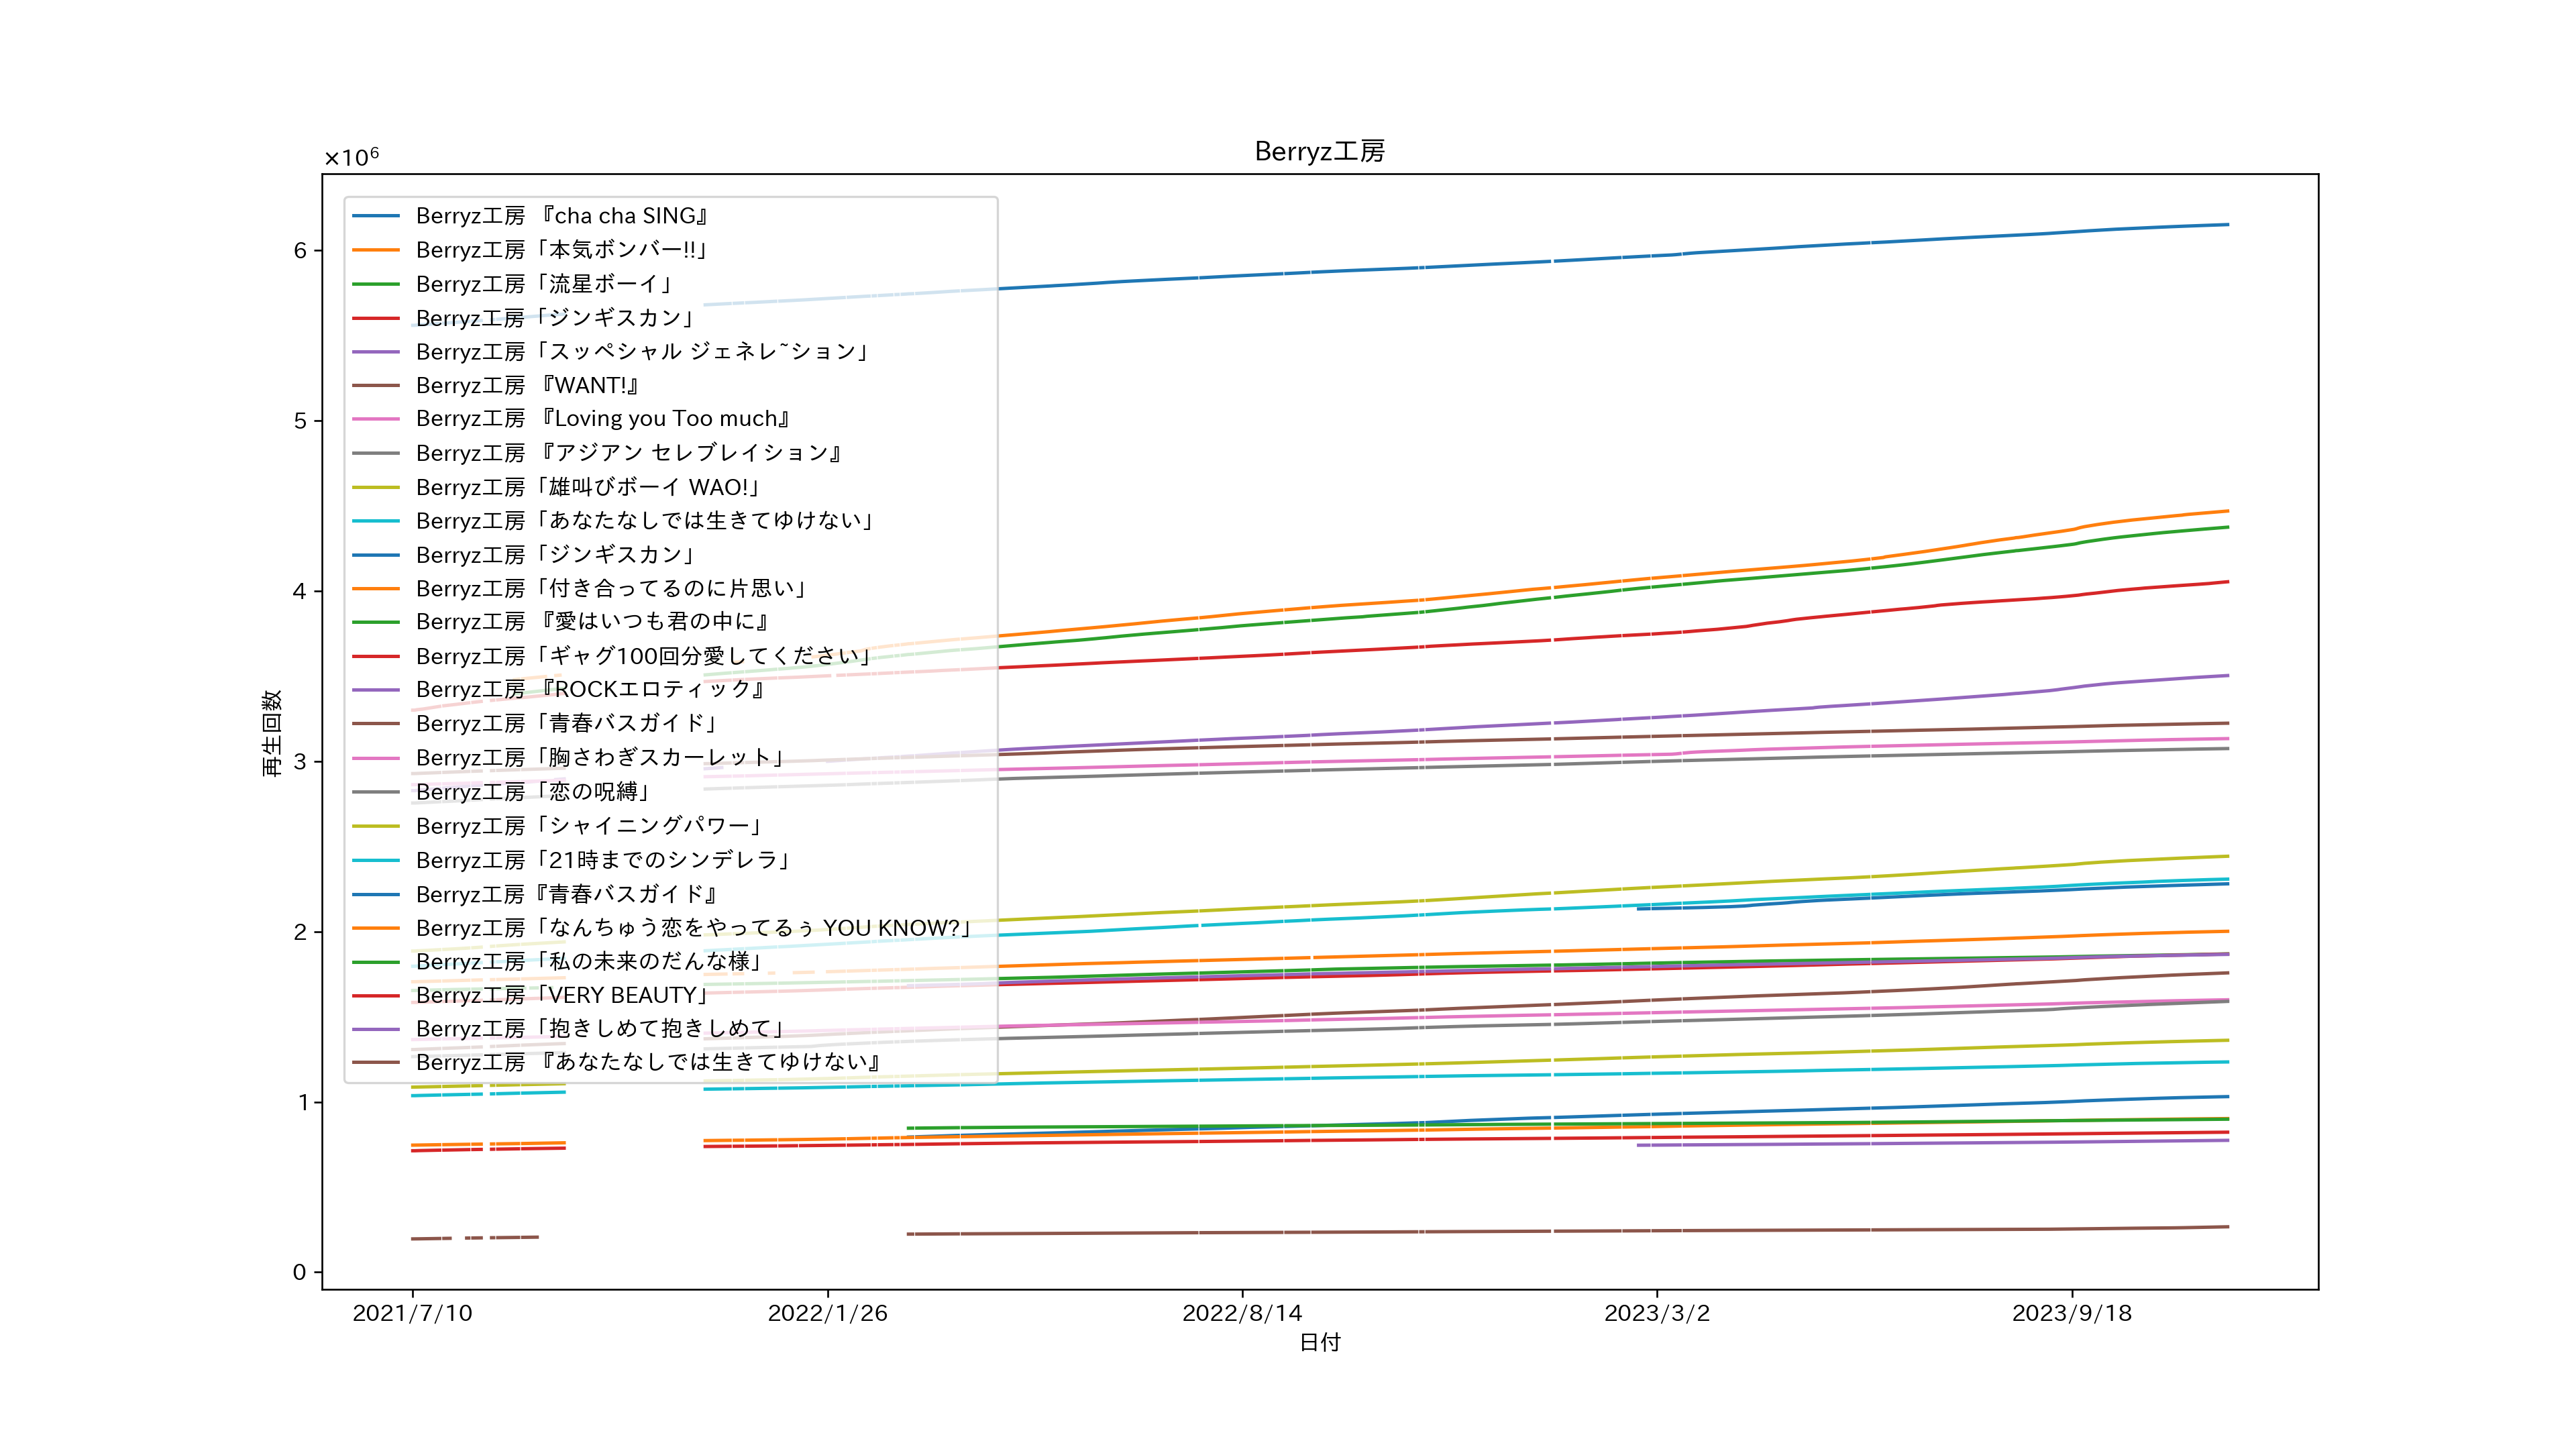 Berryz工房
×10⁶
Berryz工房 『cha cha SING』
Berryz工房「本気ボンバー!!」
Berryz工房「流星ボーイ」
Berryz工房「ジンギスカン」
Berryz工房「スッペシャル ジェネレ~ション」
Berryz工房 『WANT!』
Berryz工房 『Loving you Too much』
Berryz工房 『アジアン セレブレイション』
Berryz工房「雄叫びボーイ WAO!」
Berryz工房「あなたなしでは生きてゆけない」
Berryz工房「ジンギスカン」
Berryz工房「付き合ってるのに片思い」
Berryz工房 『愛はいつも君の中に』
Berryz工房「ギャグ100回分愛してください」
Berryz工房 『ROCKエロティック』
Berryz工房「青春バスガイド」
Berryz工房「胸さわぎスカーレット」
Berryz工房「恋の呪縛」
Berryz工房「シャイニングパワー」
Berryz工房「21時までのシンデレラ」
Berryz工房『青春バスガイド』
Berryz工房「なんちゅう恋をやってるぅ YOU KNOW?」
Berryz工房「私の未来のだんな様」
Berryz工房「VERY BEAUTY」
Berryz工房「抱きしめて抱きしめて」
Berryz工房 『あなたなしでは生きてゆけない』
6
5
4
3
2
1
0
再生回数
2021/7/10
2022/1/26
2022/8/14
2023/3/2
2023/9/18
日付